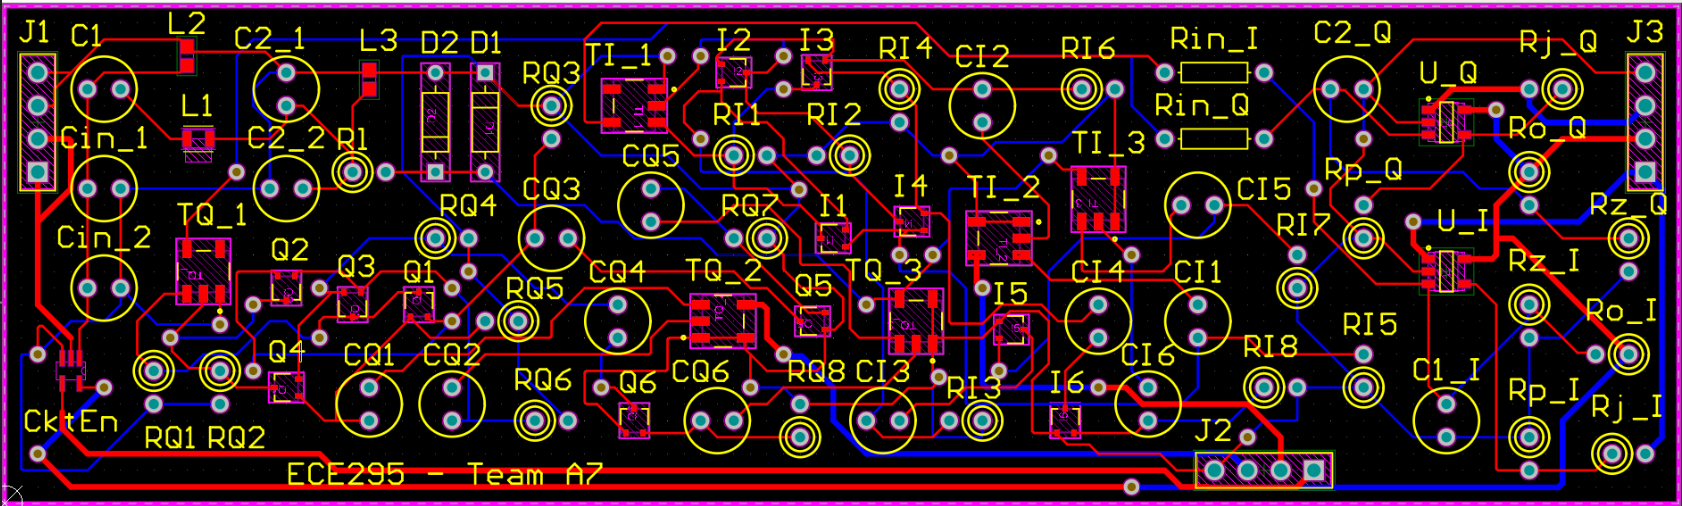 J1 C1 L2 C2_1 L3 D2 D1 TI_1 I2 I3 RI4 CI2 RI6 Rin_I C2_Q Rj_Q J3
RQ3 U_Q
L1 RI1 RI2 Rin_Q Ro_Q
Cin_1 C2_2 R1 CQ5 TI_3 Rp_Q
TQ_1 RQ4 CQ3 RQ7 I1 I4 TI_2 CI5 RI7 U_I Rz_Q
Cin_2 Q2 Q3 Q1 CQ4 TQ_2 Q5 TQ_3 I5 CI4 CI1 Rz_I
RQ5 RI5 Ro_I
Q4 CQ1 CQ2 RQ6 Q6 CQ6 RQ8 CI3 RI3 I6 CI6 RI8 C1_I Rp_I Rj_I
CktEn RQ1 RQ2 J2
ECE295 - Team A7